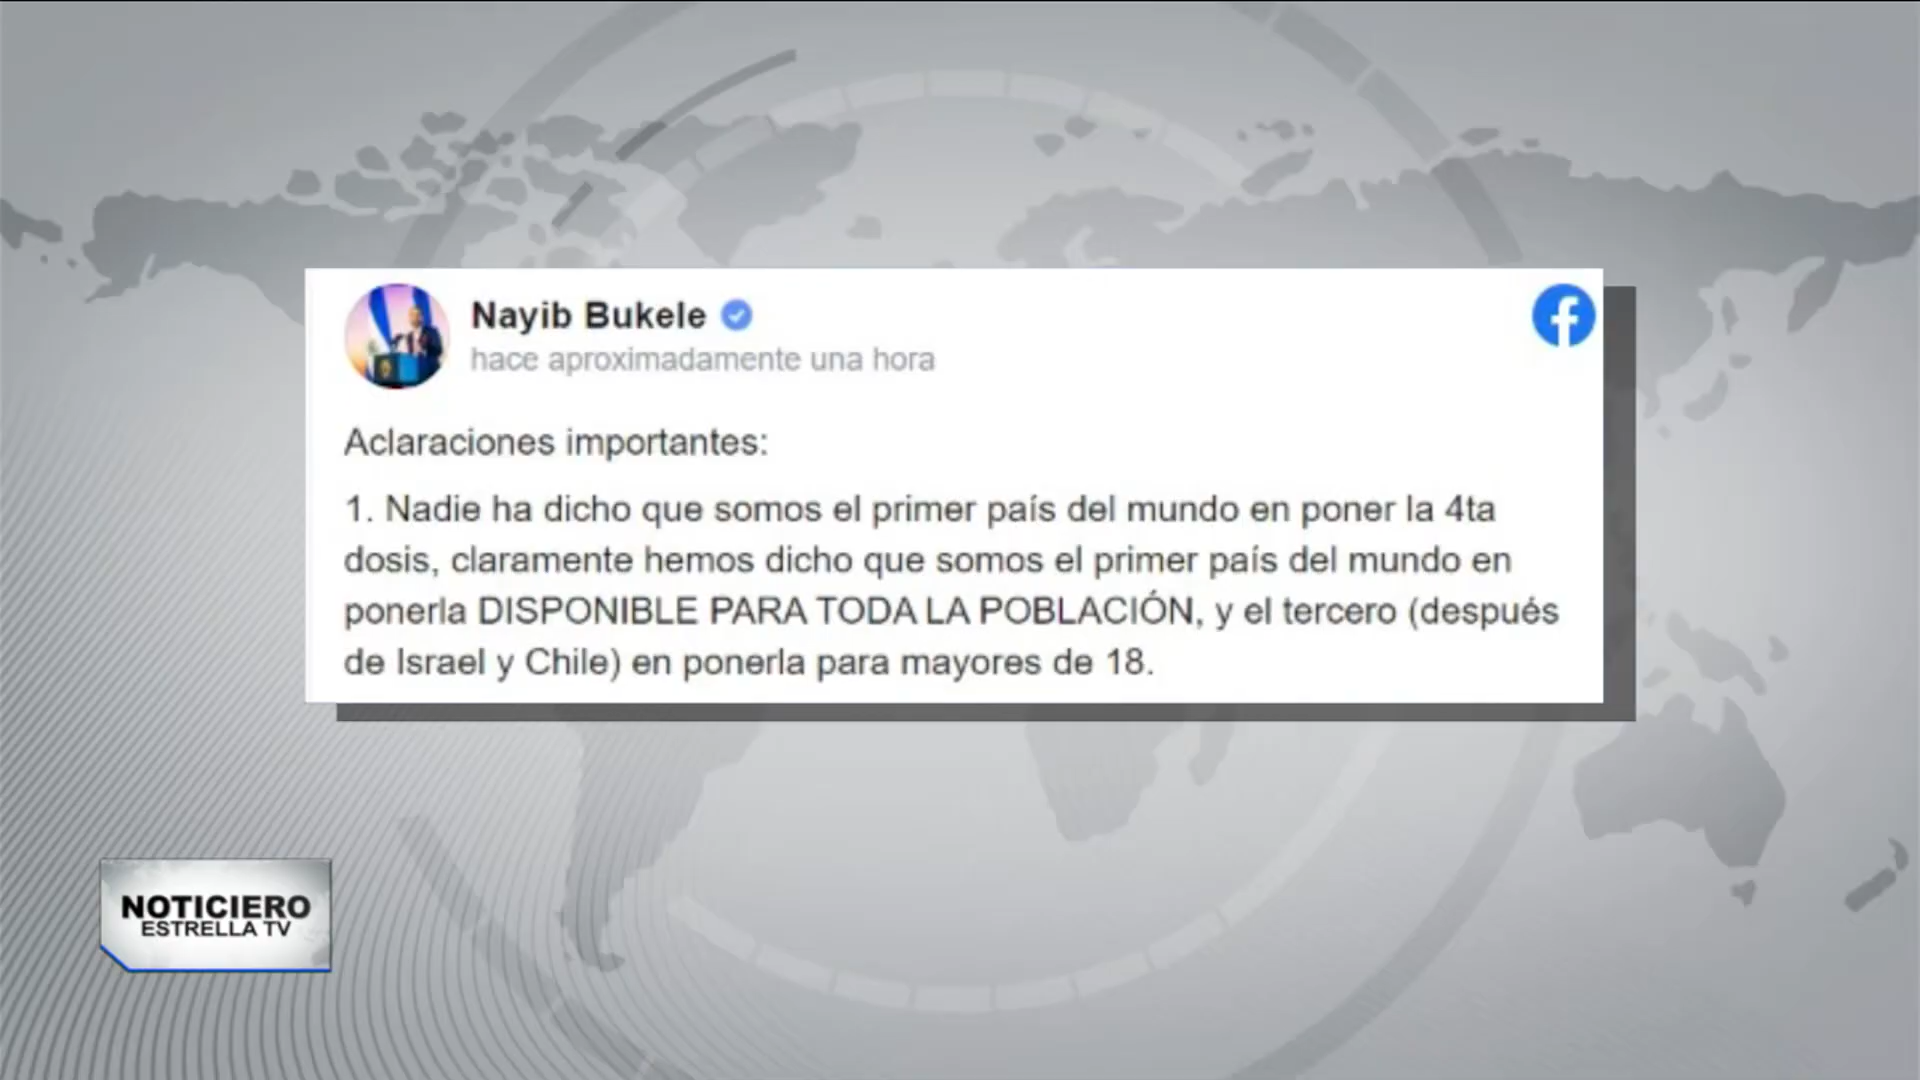 Nayib Bukele
hace aproximadamente una hora
Aclaraciones importantes:
1. Nadie ha dicho que somos el primer país del mundo en poner la 4ta
dosis, claramente hemos dicho que somos el primer país del mundo en
ponerla DISPONIBLE PARA TODA LA POBLACIÓN, y el tercero (después
de Israel y Chile) en ponerla para mayores de 18.
NOTICIERO
ESTRELLA TV